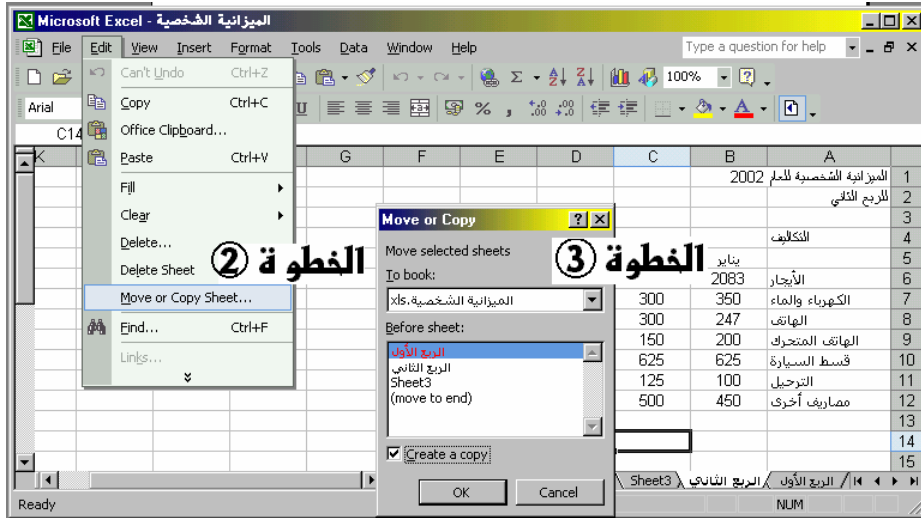 Microsoft Excel - الميزانية الشخصية
File Edit View Insert Format Tools Data Window Help
Type a question for help
100%
Arial
C14
Can't Undo Ctrl+Z
Copy Ctrl+C
Office Clipboard...
Paste Ctrl+V
Fill
Clear
Delete...
Delete Sheet
Move or Copy Sheet...
Find... Ctrl+F
Links...
الخطوة ②
Move or Copy
Move selected sheets
To book:
الميزانية الشخصية.xls
Before sheet:
الربع الأول
الربع الثاني
Sheet3
(move to end)
Create a copy
OK Cancel
الخطوة ③
K G F E D C B A
1 الميزانية الشخصية للعام 2002
2 للربع الثاني
3
4 التكاليف
5 يناير
6 الأيجار 2083
7 الكهرباء والماء 350 300
8 الهاتف 247 300
9 الهاتف المتحرك 200 150
10 قسط السيارة 625 625
11 الترحيل 100 125
12 مصاريف أخرى 450 500
13
14
15
الربع الأول الربع الثاني Sheet3
Ready NUM